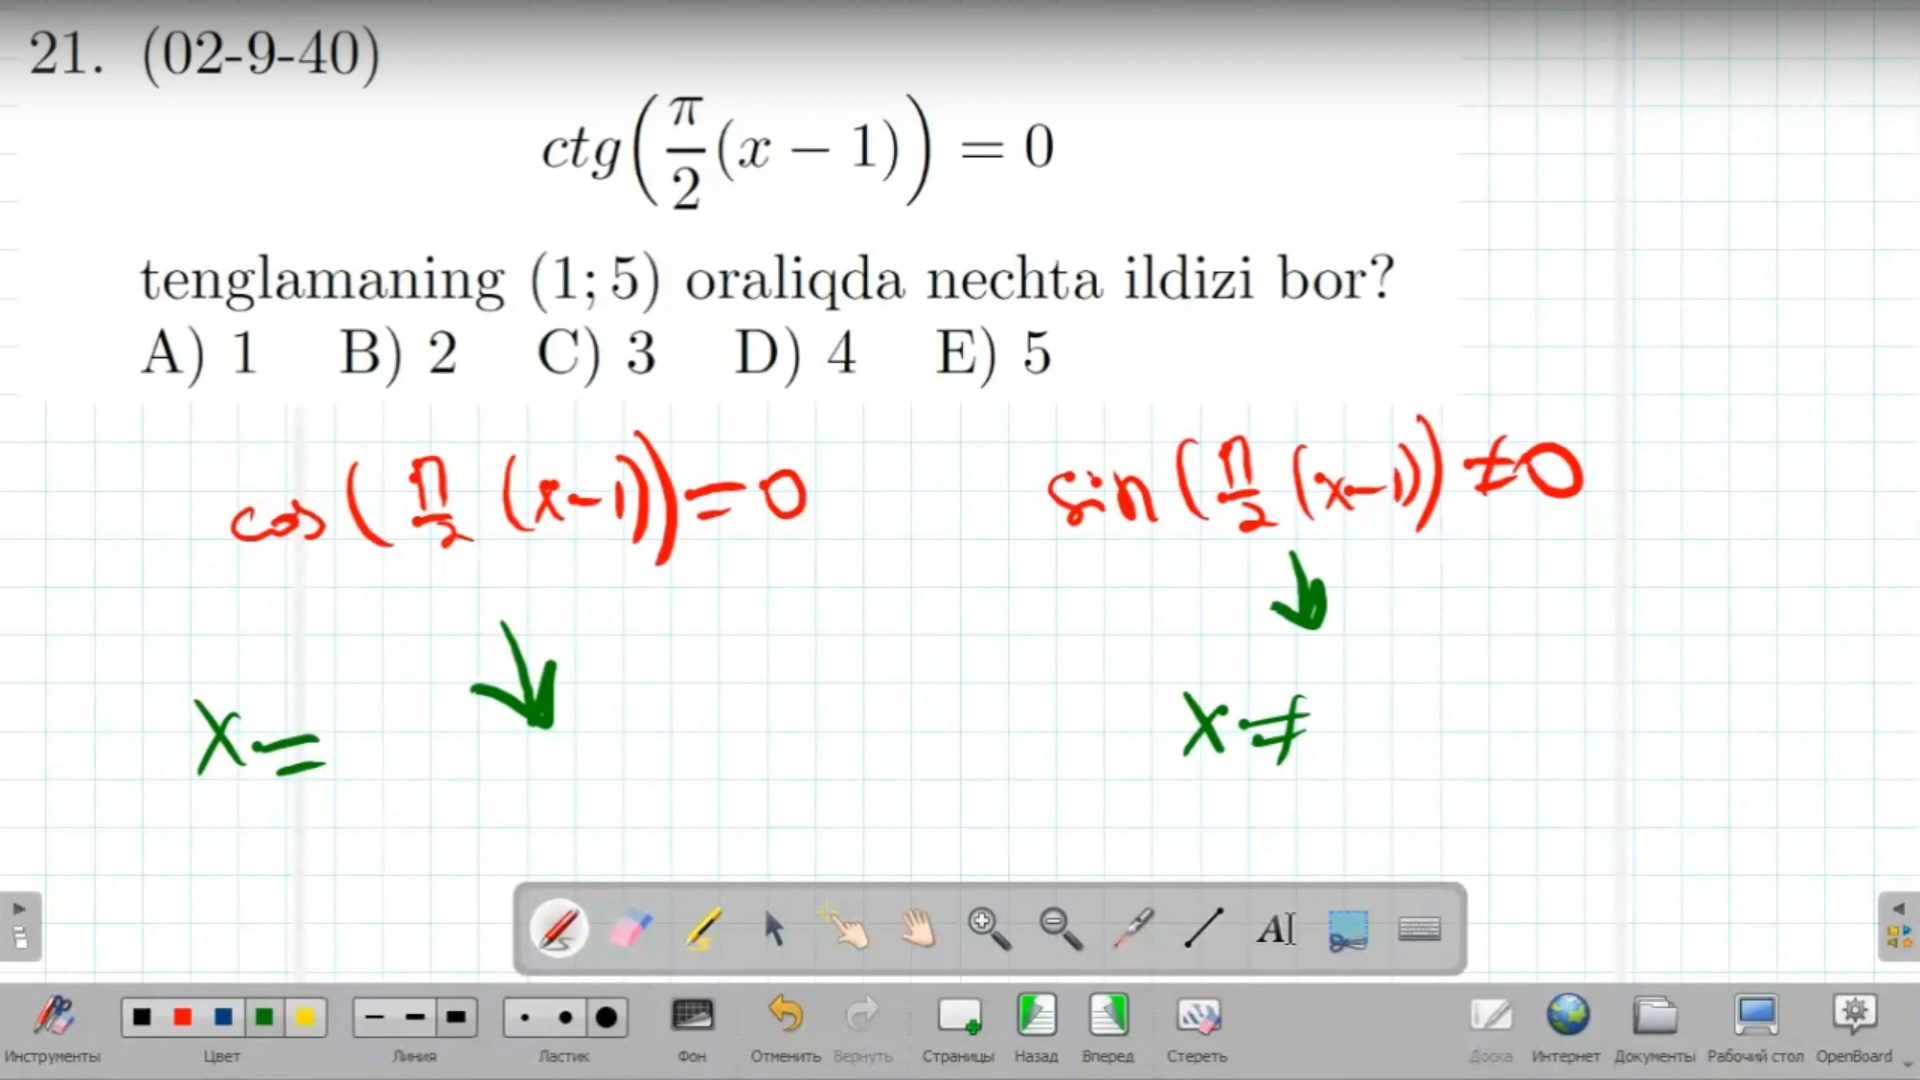 21. (02-9-40)
ctg(π/2(x − 1)) = 0
tenglamaning (1; 5) oraliqda nechta ildizi bor?
A) 1 B) 2 C) 3 D) 4 E) 5
cos(π/2(x-1))=0 sin(π/2(x-1))≠0
x= x≠
AI
Инструменты Цвет Линия Ластик Фон Отменить Вернуть Страницы Назад Вперед Стереть Доска Интернет Документы Рабочий стол OpenBoard